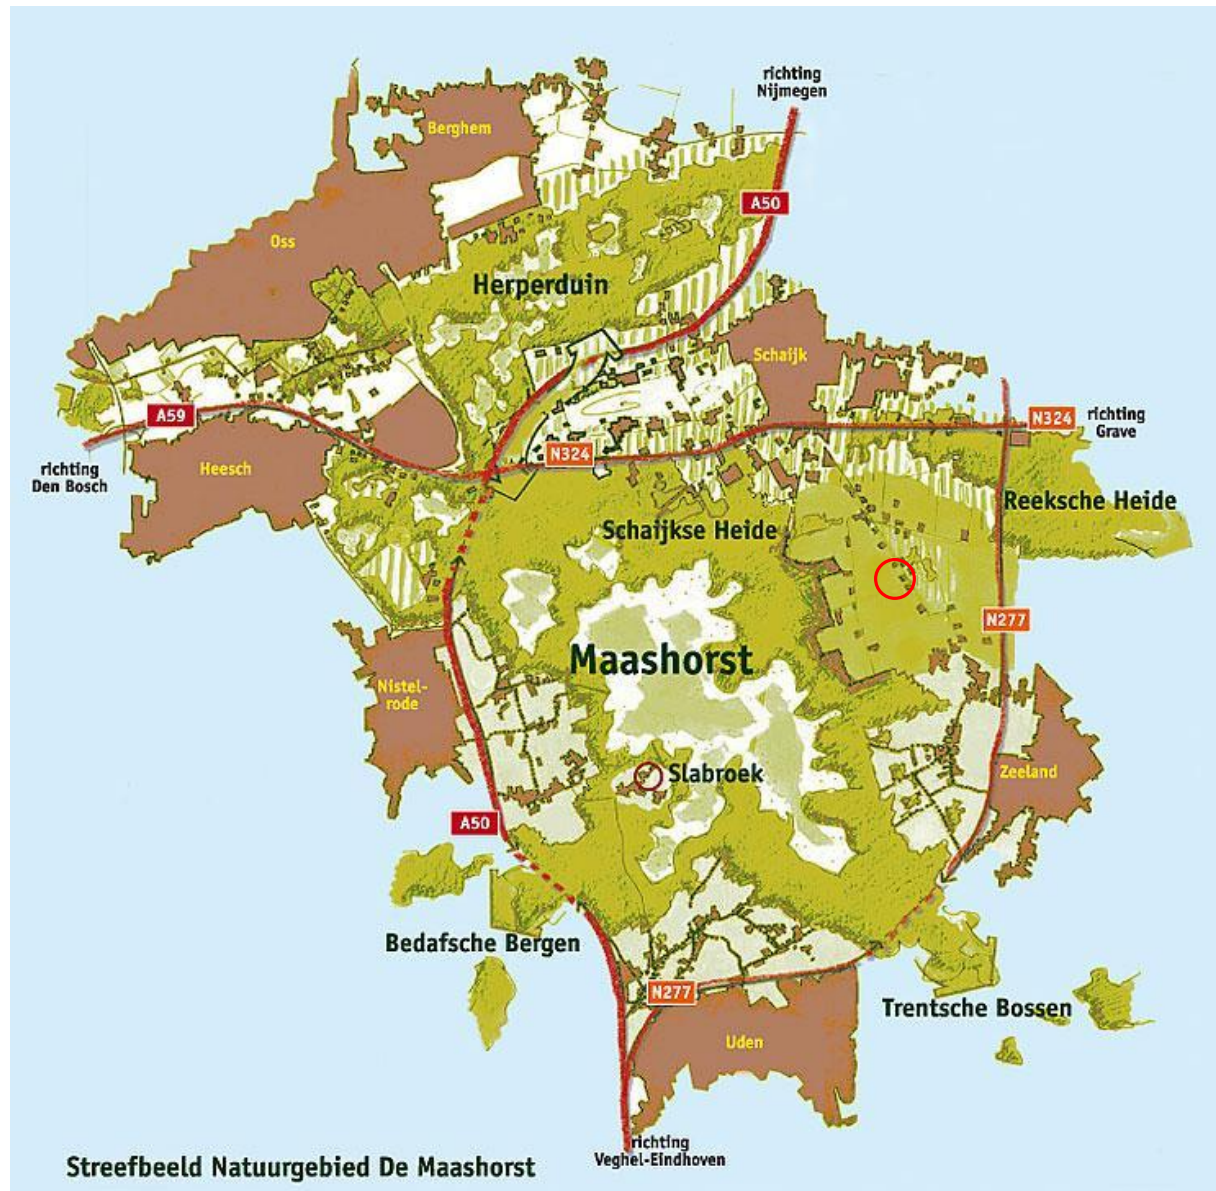 richting
Nijmegen
Berghem
A50
Oss
Herperduin
Schaijk
A59
N324
richting
Grave
N324
Heesch
richting
Den Bosch
Reeksche Heide
Schaijkse Heide
N277
Maashorst
Nistel-
rode
Slabroek
Zeeland
A50
Bedafsche Bergen
N277
Trentsche Bossen
Uden
richting
Veghel-Eindhoven
Streefbeeld Natuurgebied De Maashorst